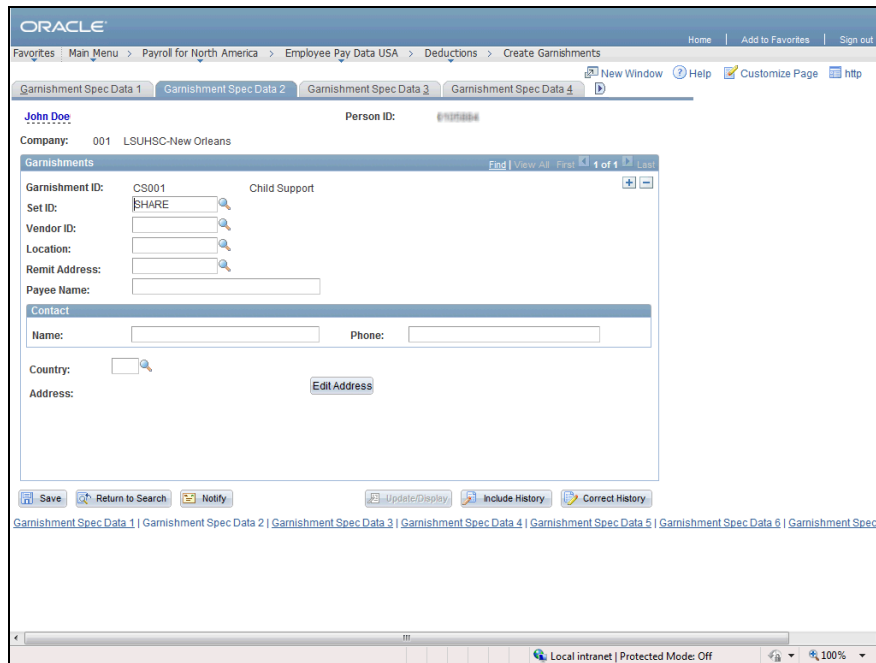 ORACLE
Home | Add to Favorites | Sign out
Favorites Main Menu > Payroll for North America > Employee Pay Data USA > Deductions > Create Garnishments
New Window Help Customize Page http
Garnishment Spec Data 1 Garnishment Spec Data 2 Garnishment Spec Data 3 Garnishment Spec Data 4
John Doe Person ID:
Company: 001 LSUHSC-New Orleans
Garnishments Find | View All First 1 of 1 Last
Garnishment ID: CS001 Child Support
Set ID: SHARE
Vendor ID:
Location:
Remit Address:
Payee Name:
Contact
Name: Phone:
Country:
Edit Address
Address:
Save Return to Search Notify Update/Display Include History Correct History
Garnishment Spec Data 1 | Garnishment Spec Data 2 | Garnishment Spec Data 3 | Garnishment Spec Data 4 | Garnishment Spec Data 5 | Garnishment Spec Data 6 | Garnishment Spec
Local intranet | Protected Mode: Off 100%